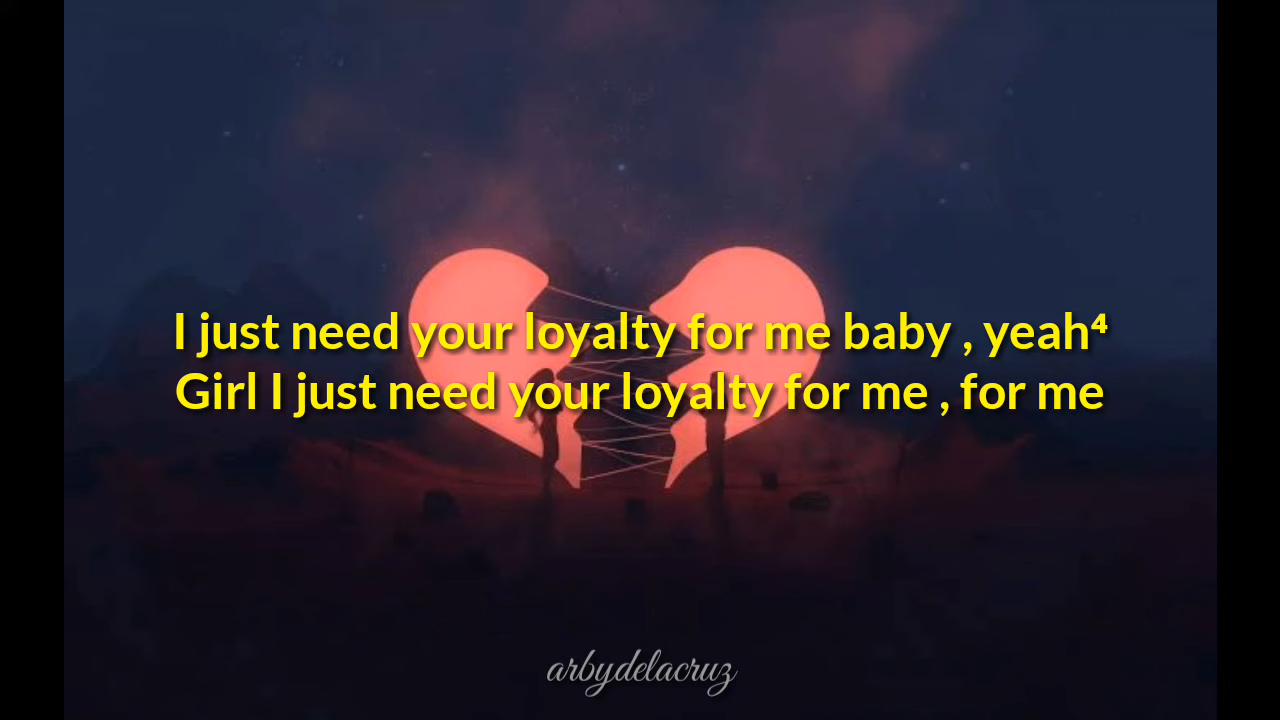 I just need your loyalty for me baby , yeah⁴
Girl I just need your loyalty for me , for me
arbydelacruz